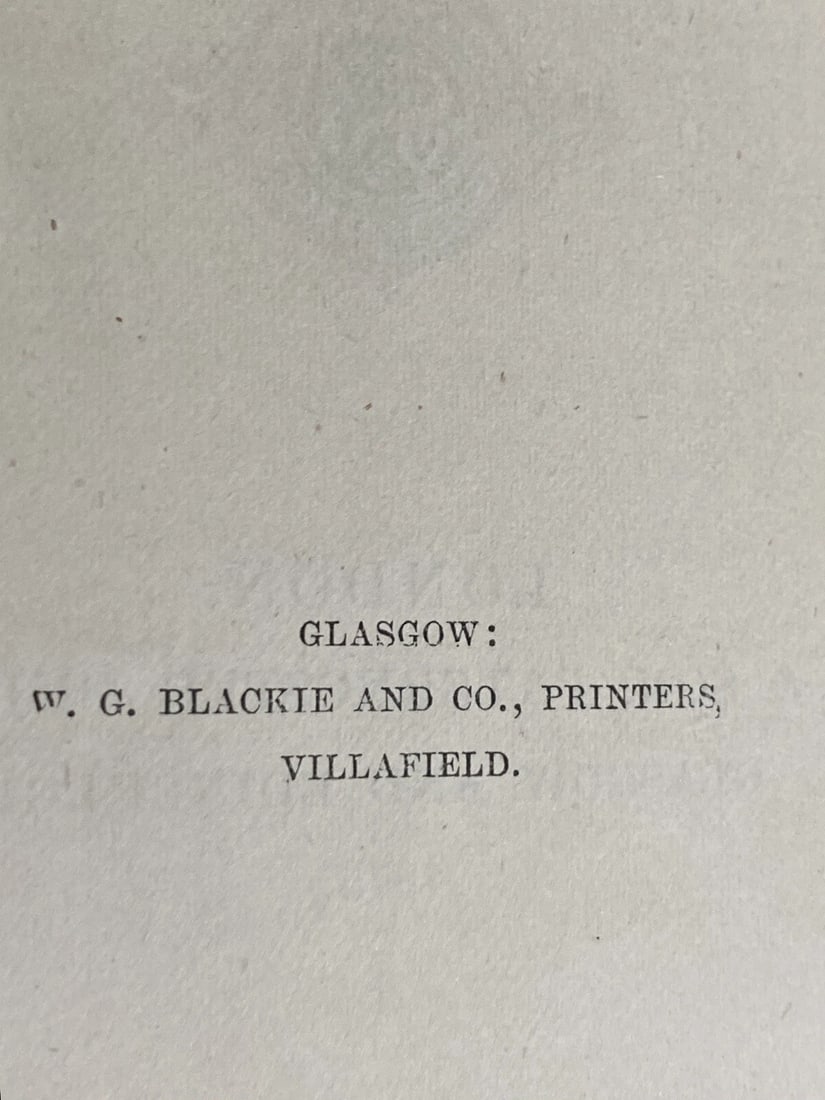 GLASGOW:
W. G. BLACKIE AND CO., PRINTERS,
VILLAFIELD.